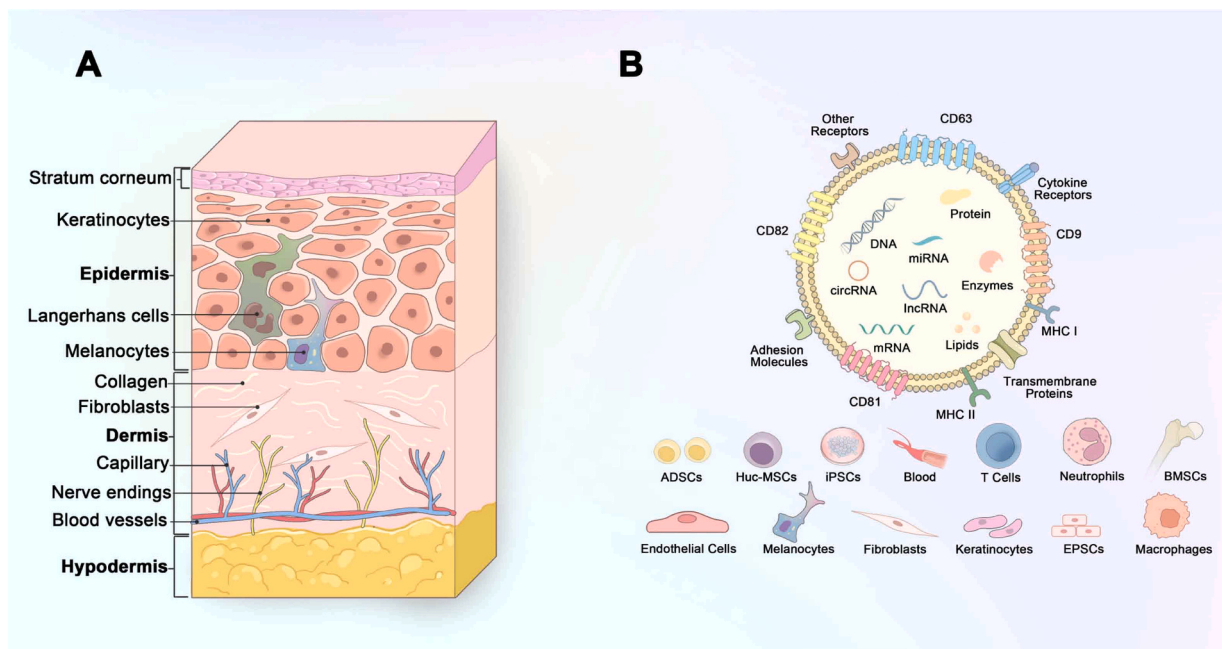 A
Stratum corneum
Keratinocytes
Epidermis
Langerhans cells
Melanocytes
Collagen
Fibroblasts
Dermis
Capillary
Nerve endings
Blood vessels
Hypodermis
B
Other
Receptors
CD63
Cytokine
Receptors
CD9
MHC I
Transmembrane
Proteins
MHC II
CD81
Adhesion
Molecules
CD82
Protein
DNA
miRNA
circRNA
Enzymes
lncRNA
mRNA
Lipids
ADSCs
Huc-MSCs
iPSCs
Blood
T Cells
Neutrophils
BMSCs
Endothelial Cells
Melanocytes
Fibroblasts
Keratinocytes
EPSCs
Macrophages